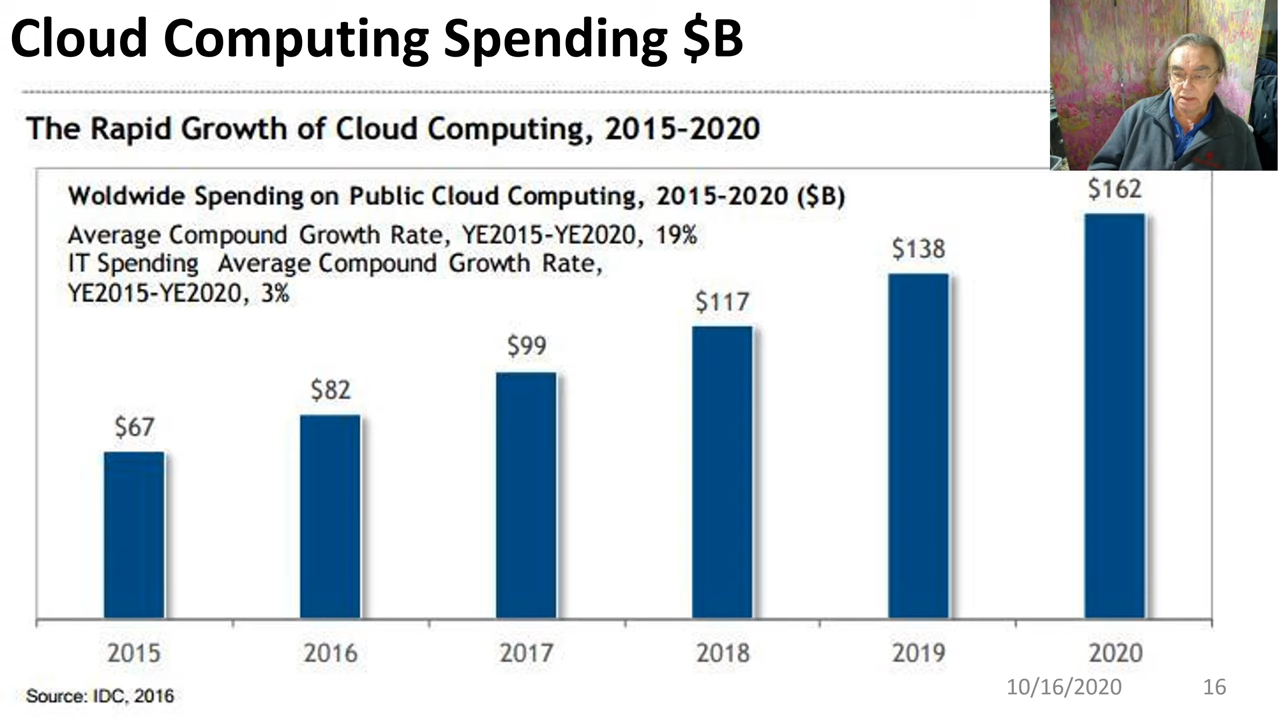 Cloud Computing Spending $B
The Rapid Growth of Cloud Computing, 2015-2020
Woldwide Spending on Public Cloud Computing, 2015-2020 ($B)
Average Compound Growth Rate, YE2015-YE2020, 19%
IT Spending Average Compound Growth Rate,
YE2015-YE2020, 3%
$67
$82
$99
$117
$138
$162
2015
2016
2017
2018
2019
2020
Source: IDC, 2016
10/16/2020
16